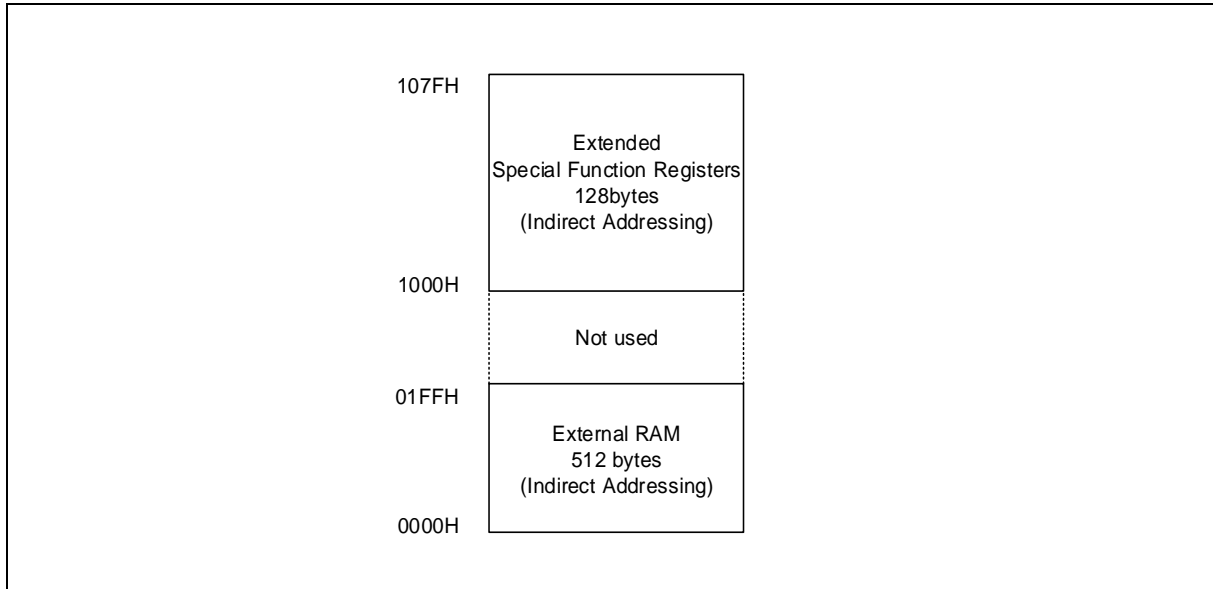 107FH
Extended
Special Function Registers
128bytes
(Indirect Addressing)
1000H
Not used
01FFH
External RAM
512 bytes
(Indirect Addressing)
0000H